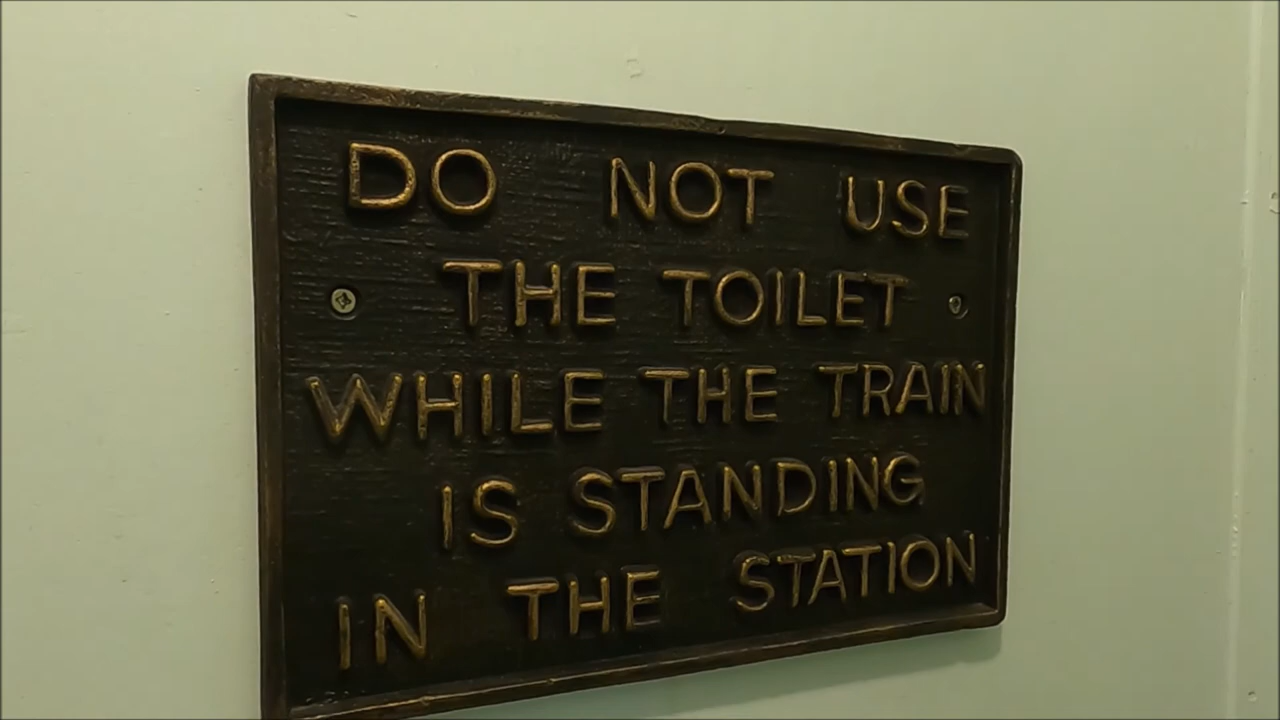 DO NOT USE
THE TOILET
WHILE THE TRAIN
IS STANDING
IN THE STATION